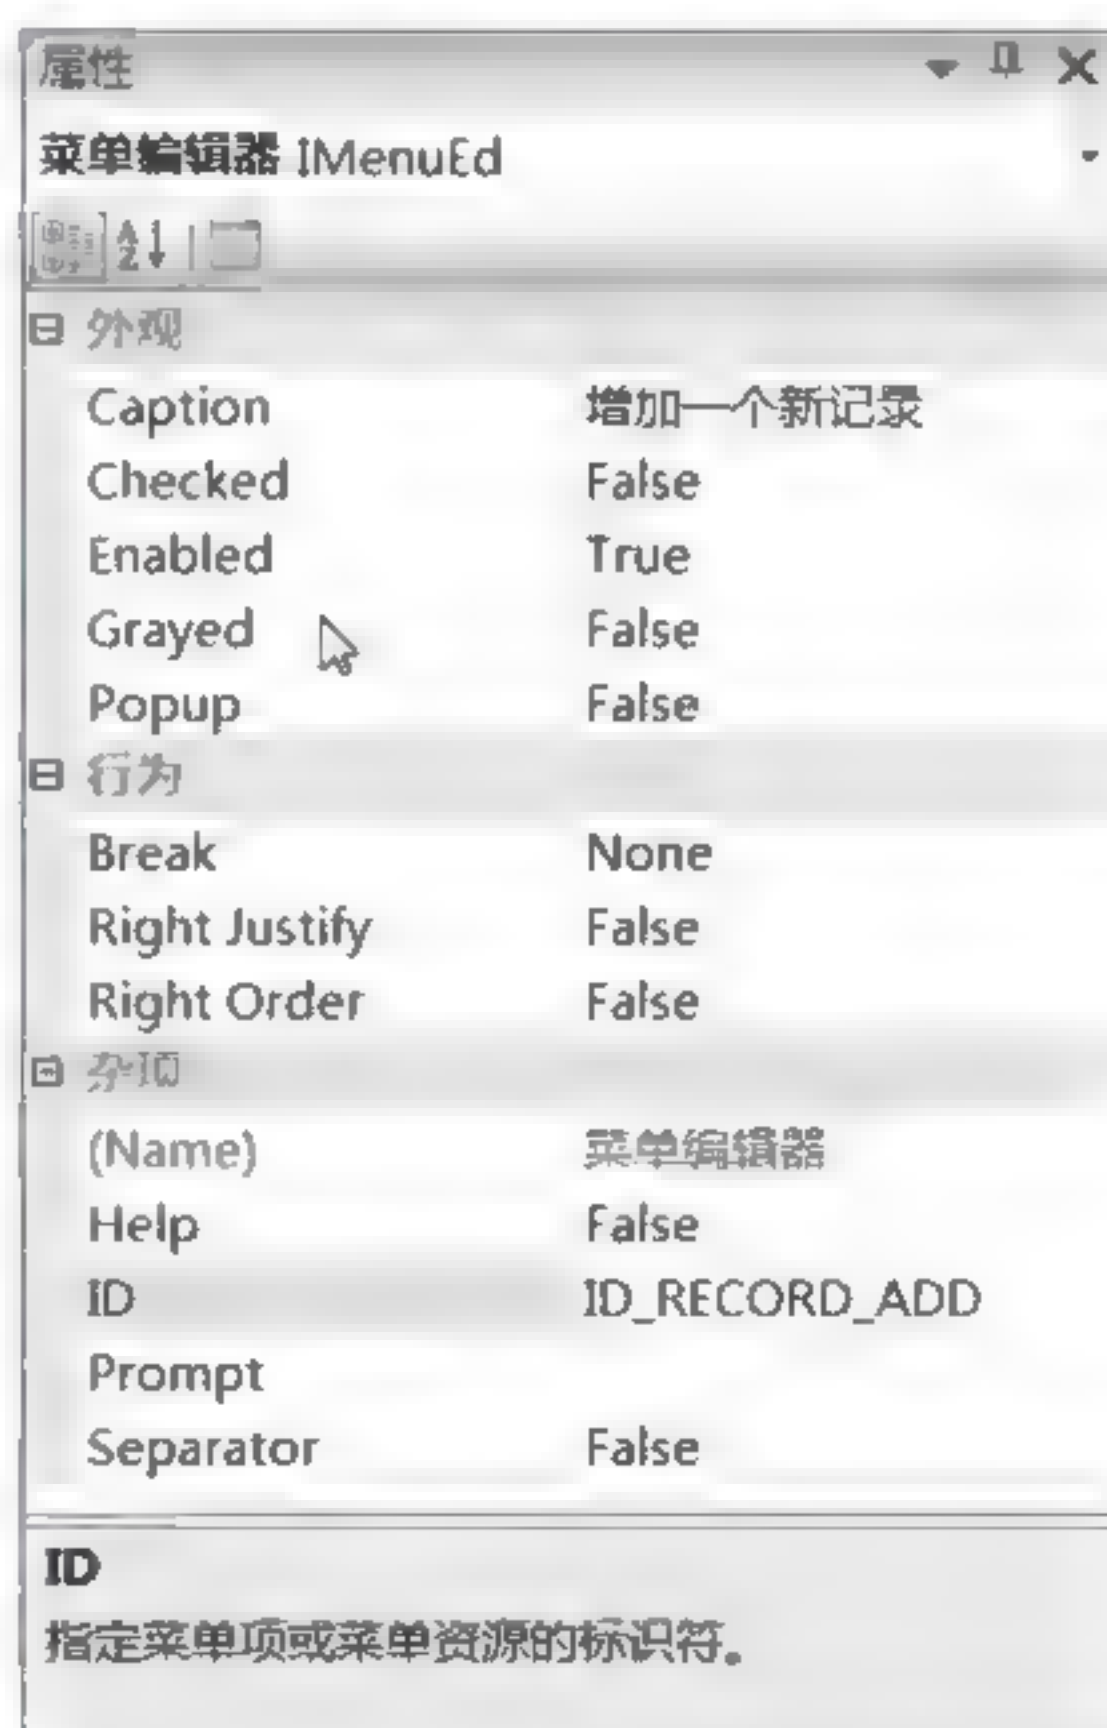 属性
菜单编辑器 IMenuEd
外观
Caption 增加一个新记录
Checked False
Enabled True
Grayed False
Popup False
行为
Break None
Right Justify False
Right Order False
杂项
(Name) 菜单编辑器
Help False
ID ID_RECORD_ADD
Prompt
Separator False
ID
指定菜单项或菜单资源的标识符。